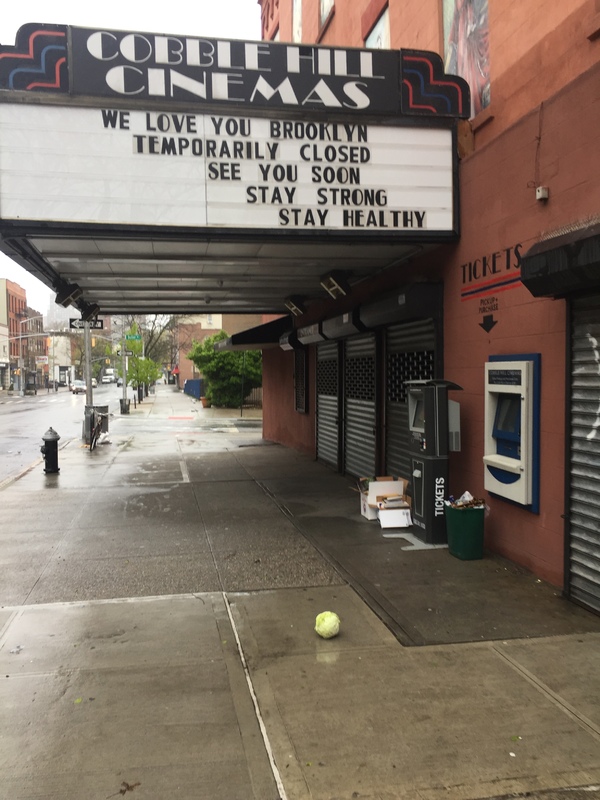 COBBLE HILL
CINEMAS
WE LOVE YOU BROOKLYN
TEMPORARILY CLOSED
SEE YOU SOON
STAY STRONG
STAY HEALTHY
TICKETS
TICKETS